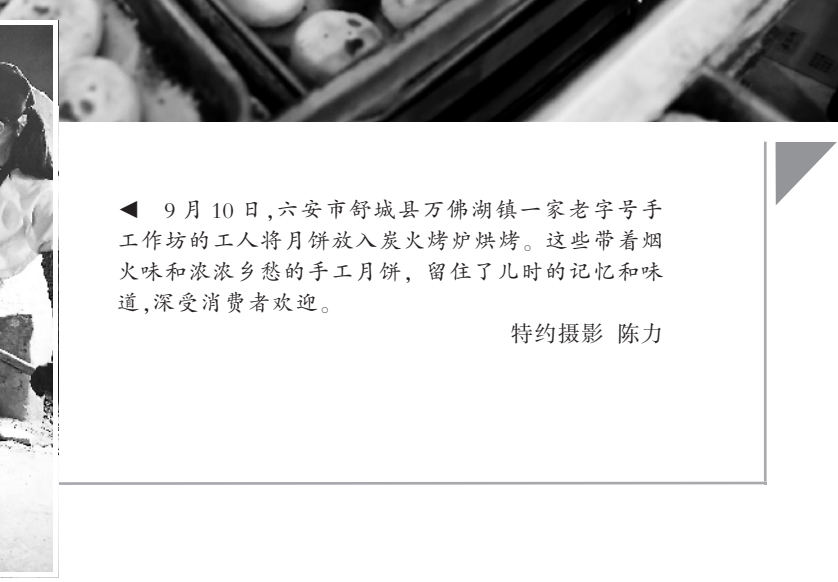 ◀ 9月10日,六安市舒城县万佛湖镇一家老字号手
工作坊的工人将月饼放入炭火烤炉烘烤。这些带着烟
火味和浓浓乡愁的手工月饼，留住了儿时的记忆和味
道,深受消费者欢迎。
特约摄影 陈力